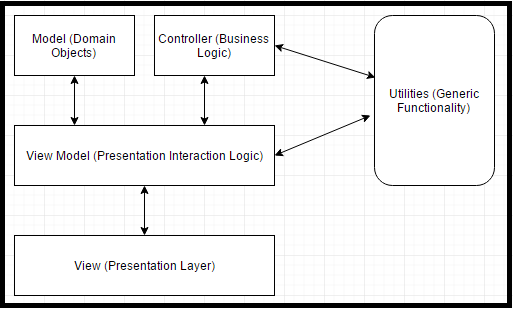 Model (Domain
Objects)
Controller (Business
Logic)
Utilities (Generic
Functionality)
View Model (Presentation Interaction Logic)
View (Presentation Layer)